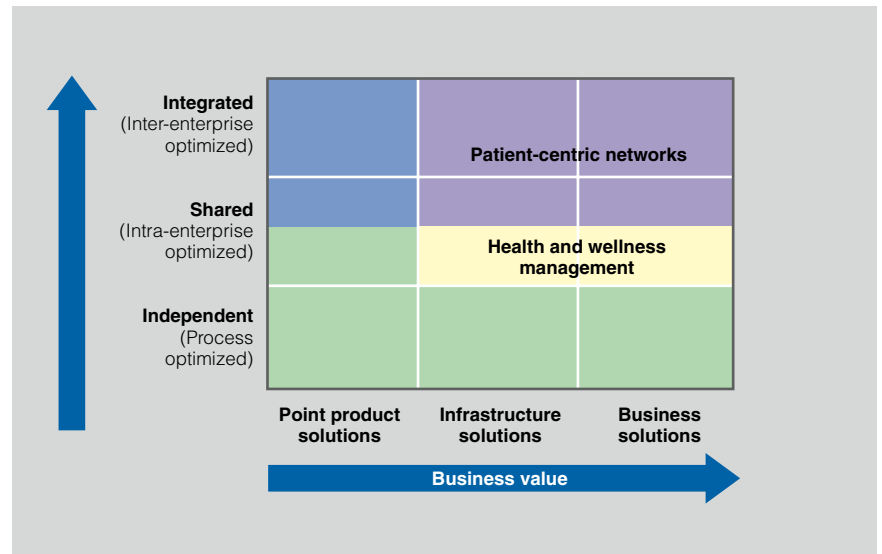 Integrated
(Inter-enterprise
optimized)
Patient-centric networks
Shared
(Intra-enterprise
optimized)
Health and wellness
management
Independent
(Process
optimized)
Point product
solutions
Infrastructure
solutions
Business
solutions
Business value